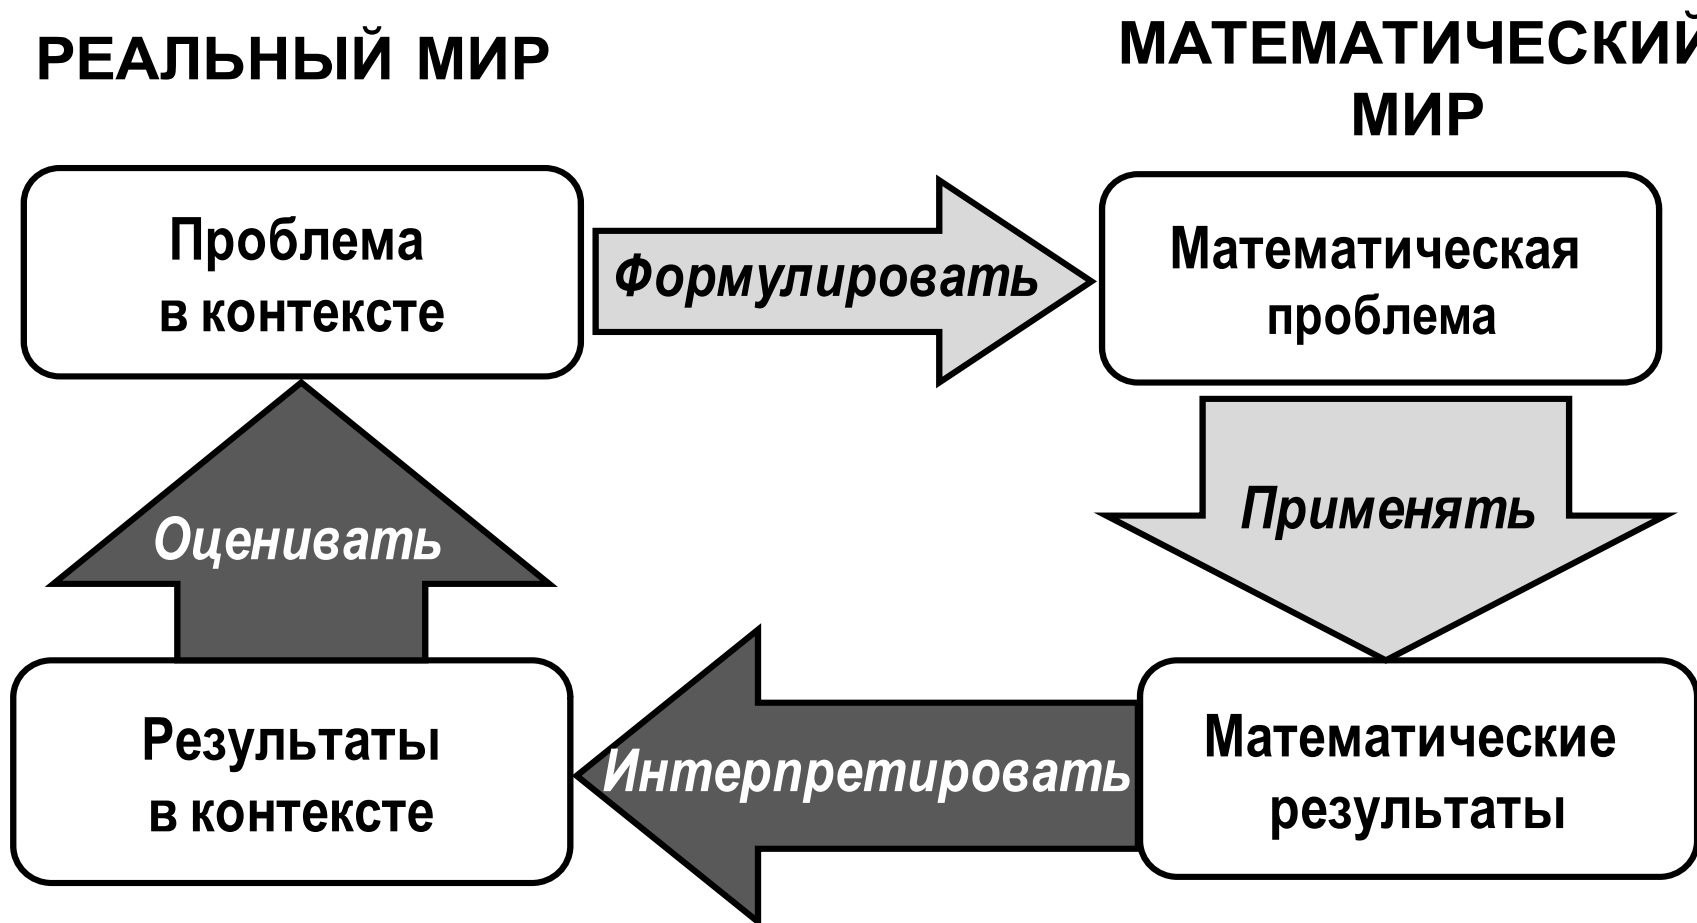 РЕАЛЬНЫЙ МИР
МАТЕМАТИЧЕСКИЙ
МИР
Проблема
в контексте
Формулировать
Математическая
проблема
Применять
Математические
результаты
Интерпретировать
Результаты
в контексте
Оценивать